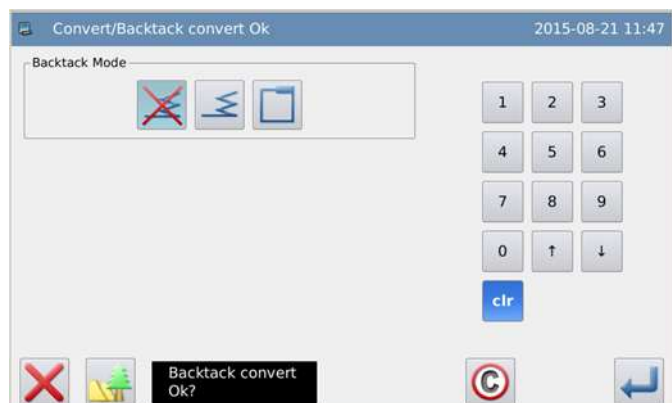 Convert/Backtack convert Ok 2015-08-21 11:47
Backtack Mode
1 2 3
4 5 6
7 8 9
0 ↑ ↓
clr
Backtack convert
Ok?
C